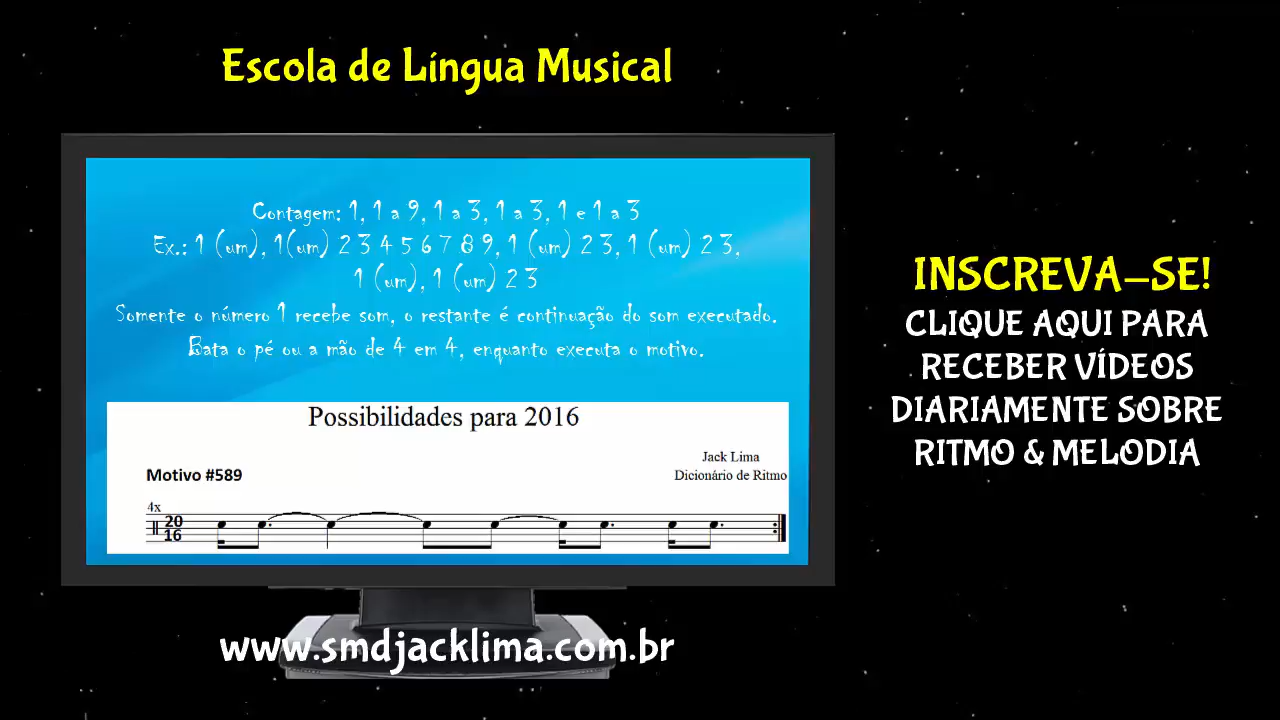 Escola de Língua Musical
Contagem: 1, 1 a 9, 1 a 3, 1 a 3, 1 e 1 a 3
Ex.: 1 (um), 1(um) 2 3 4 5 6 7 8 9, 1 (um) 2 3, 1 (um) 2 3,
1 (um), 1 (um) 2 3
Somente o número 1 recebe som, o restante é continuação do som executado.
Bata o pé ou a mão de 4 em 4, enquanto executa o motivo.
Possibilidades para 2016
Jack Lima
Motivo #589
Dicionário de Ritmo
4x
20
16
www.smdjacklima.com.br
INSCREVA-SE!
CLIQUE AQUI PARA
RECEBER VÍDEOS
DIARIAMENTE SOBRE
RITMO & MELODIA